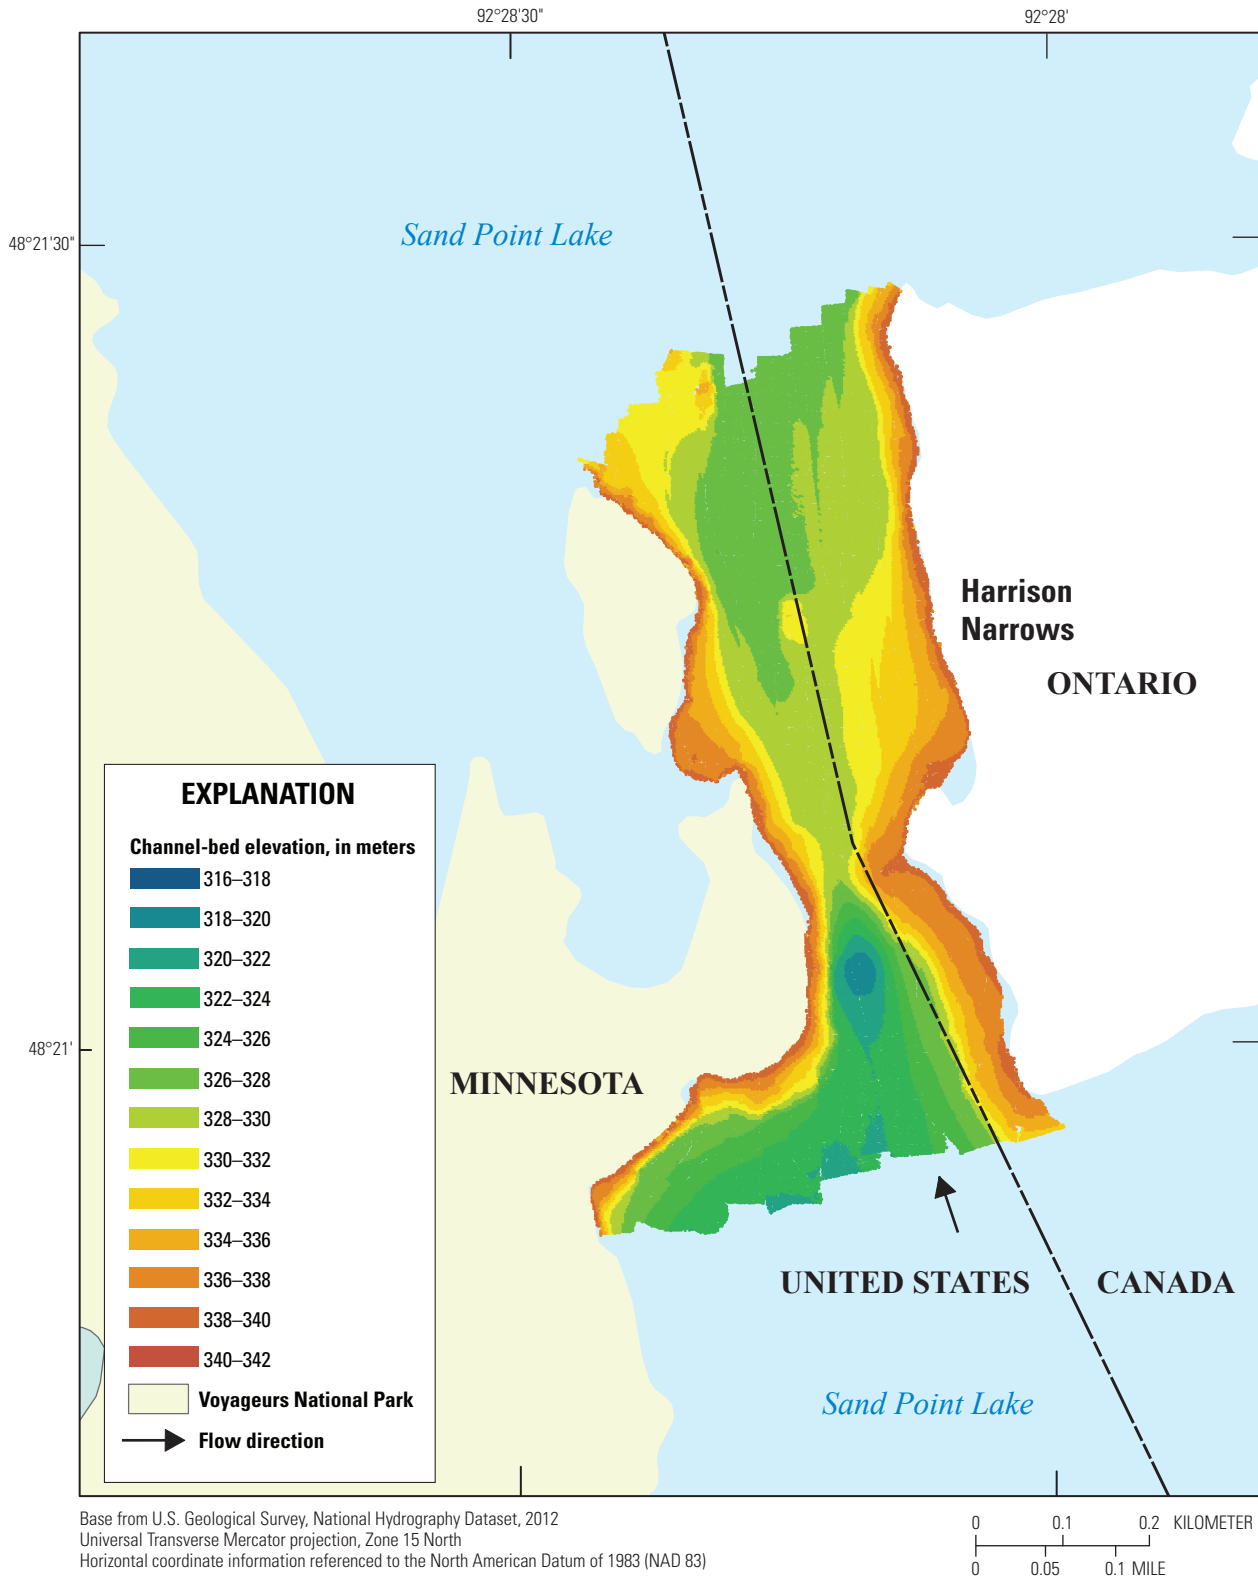 92°28'30"
92°28'
48°21'30"
Sand Point Lake
Harrison
Narrows
ONTARIO
EXPLANATION
Channel-bed elevation, in meters
316–318
318–320
320–322
322–324
324–326
326–328
328–330
330–332
332–334
334–336
336–338
338–340
340–342
Voyageurs National Park
Flow direction
48°21'
MINNESOTA
UNITED STATES
CANADA
Sand Point Lake
Base from U.S. Geological Survey, National Hydrography Dataset, 2012
Universal Transverse Mercator projection, Zone 15 North
Horizontal coordinate information referenced to the North American Datum of 1983 (NAD 83)
0 0.1 0.2 KILOMETER
0 0.05 0.1 MILE